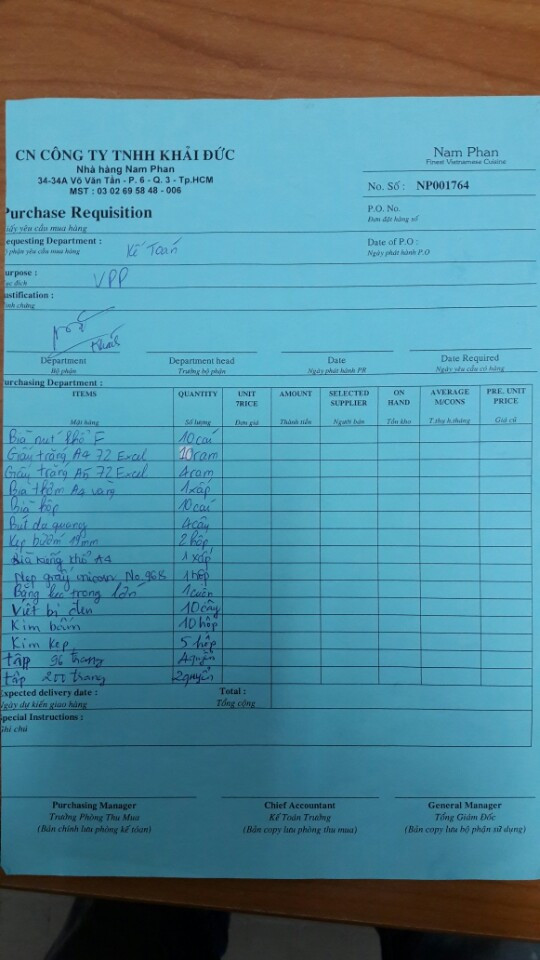 CN CÔNG TY TNHH KHẢI ĐỨC
Nhà hàng Nam Phan
34-34A Võ Văn Tần - P. 6 - Q. 3 - Tp.HCM
MST : 03 02 69 58 48 - 006
Nam Phan
Finest Vietnamese Cuisine
No. Số : NP001764
Purchase Requisition
Giấy yêu cầu mua hàng
P.O. No.
Đơn đặt hàng số
Requesting Department : Kế Toán
Bộ phận yêu cầu mua hàng
Date of P.O :
Ngày phát hành P.O
Purpose : VPP
Mục đích
Justification :
Minh chứng
Department Department head Date Date Required
Bộ phận Trưởng bộ phận Ngày phát hành PR Ngày yêu cầu có hàng
Purchasing Department :
ITEMS QUANTITY UNIT 7RICE AMOUNT SELECTED SUPPLIER ON HAND AVERAGE M/CONS PRE. UNIT PRICE
Mặt hàng Số lượng Đơn giá Thành tiền Người bán Tồn kho T.thụ h.tháng Giá cũ
Bìa nút khổ F 10 cái
Giấy trắng A4 72 Excel 10 ram
Giấy trắng A5 72 Excel 4 ram
Bìa thơm A4 vàng 1 xấp
Bìa hộp 10 cái
Bút dạ quang 4 cây
Kẹp bướm 19mm 2 hộp
Bìa kiếng khổ A4 1 xấp
Nẹp giấy unicorn No. 968 1 hộp
Băng keo trong lớn 1 cuộn
Viết bi đen 10 cây
Kim bấm 10 hộp
Kim kẹp 5 hộp
tập 96 trang 4 quyển
tập 200 trang 2 quyển
Expected delivery date : Total :
Ngày dự kiến giao hàng Tổng cộng
Special Instructions :
Ghi chú
Purchasing Manager Chief Accountant General Manager
Trưởng Phòng Thu Mua Kế Toán Trưởng Tổng Giám Đốc
(Bản chính lưu phòng kế tóan) (Bản copy lưu phòng thu mua) (Bản copy lưu bộ phận sử dụng)